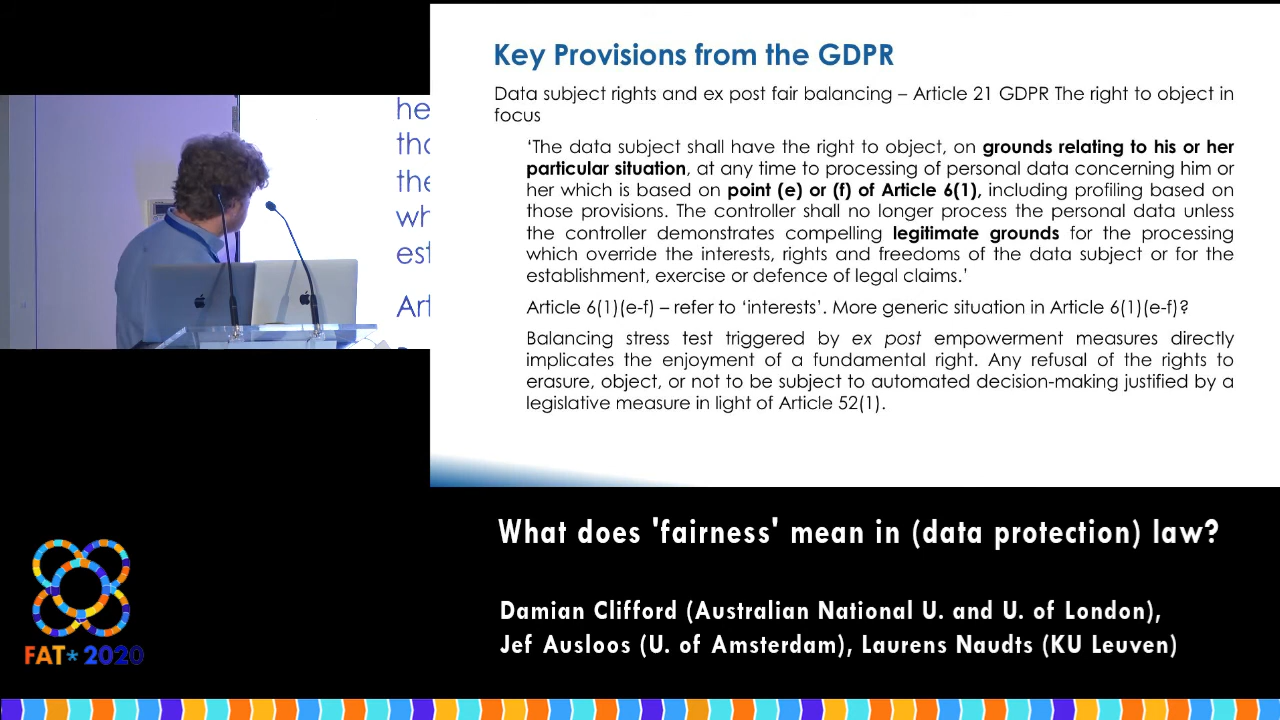 Key Provisions from the GDPR
Data subject rights and ex post fair balancing – Article 21 GDPR The right to object in
focus
‘The data subject shall have the right to object, on grounds relating to his or her
particular situation, at any time to processing of personal data concerning him or
her which is based on point (e) or (f) of Article 6(1), including profiling based on
those provisions. The controller shall no longer process the personal data unless
the controller demonstrates compelling legitimate grounds for the processing
which override the interests, rights and freedoms of the data subject or for the
establishment, exercise or defence of legal claims.’
Article 6(1)(e-f) – refer to ‘interests’. More generic situation in Article 6(1)(e-f)?
Balancing stress test triggered by ex post empowerment measures directly
implicates the enjoyment of a fundamental right. Any refusal of the rights to
erasure, object, or not to be subject to automated decision-making justified by a
legislative measure in light of Article 52(1).
What does 'fairness' mean in (data protection) law?
Damian Clifford (Australian National U. and U. of London),
Jef Ausloos (U. of Amsterdam), Laurens Naudts (KU Leuven)
FAT* 2020